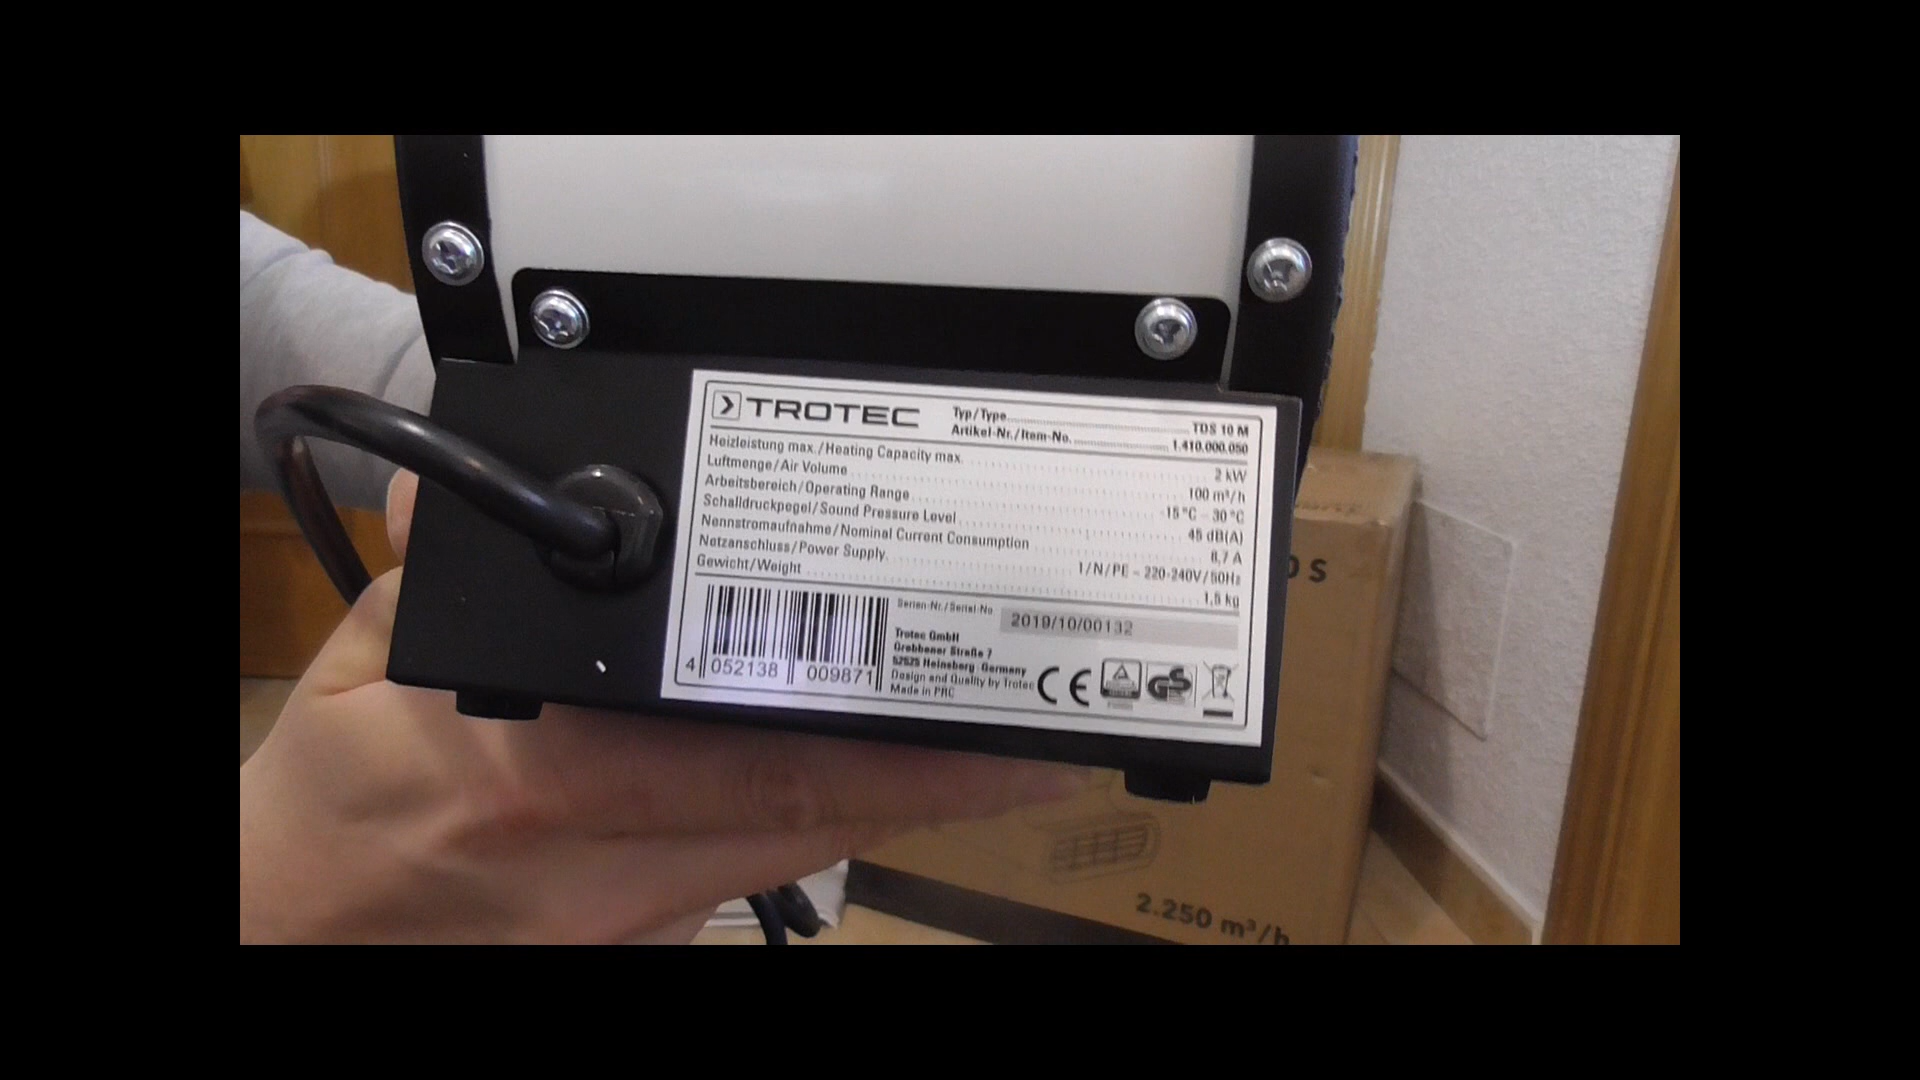 TROTEC
Typ/Type TDS 10 M
Artikel-Nr./Item-No. 1.410.000.050
Heizleistung max./Heating Capacity max. 2 kW
Luftmenge/Air Volume 100 m³/h
Arbeitsbereich/Operating Range -15 °C - 30 °C
Schalldruckpegel/Sound Pressure Level 45 dB(A)
Nennstromaufnahme/Nominal Current Consumption 8,7 A
Netzanschluss/Power Supply 1/N/PE ~ 220-240V/50Hz
Gewicht/Weight 1,5 kg
Serien-Nr./Serial-No 2019/10/00132
Trotec GmbH
Grebbener Straße 7
52525 Heinsberg Germany
Design and Quality by Trotec
Made in PRC
4 052138 009871
CE
GS
0 S
2.250 m³/h